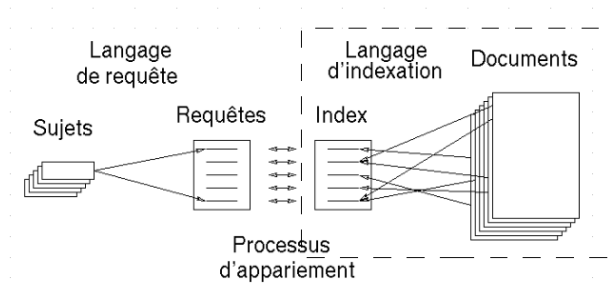 Langage
de requête
Langage
d'indexation
Documents
Sujets
Requêtes
Index
Processus
d'appariement